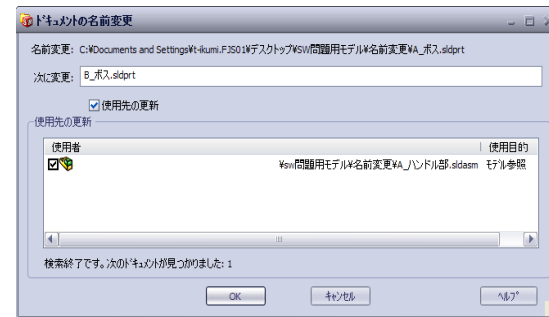 ドキュメントの名前変更
名前変更: C:¥Documents and Settings¥t-ikumi.FJS01¥デスクトップ¥SW問題用モデル¥名前変更¥A_ボス.sldprt
次に変更: B_ボス.sldprt
使用先の更新
使用先の更新
使用者 使用目的
¥sw問題用モデル¥名前変更¥A_ハンドル部.sldasm モデル参照
検索終了です。次のドキュメントが見つかりました: 1
OK キャンセル ヘルプ